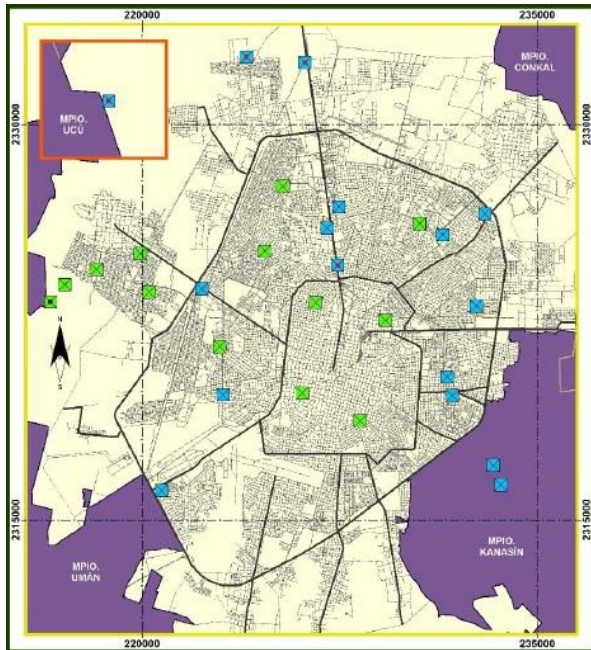 220000
235000
MPIO.
CONKAL
MPIO.
UCÚ
2330000
2330000
N
S
2315000
2315000
MPIO.
UMÁN
MPIO.
KANASÍN
220000
235000